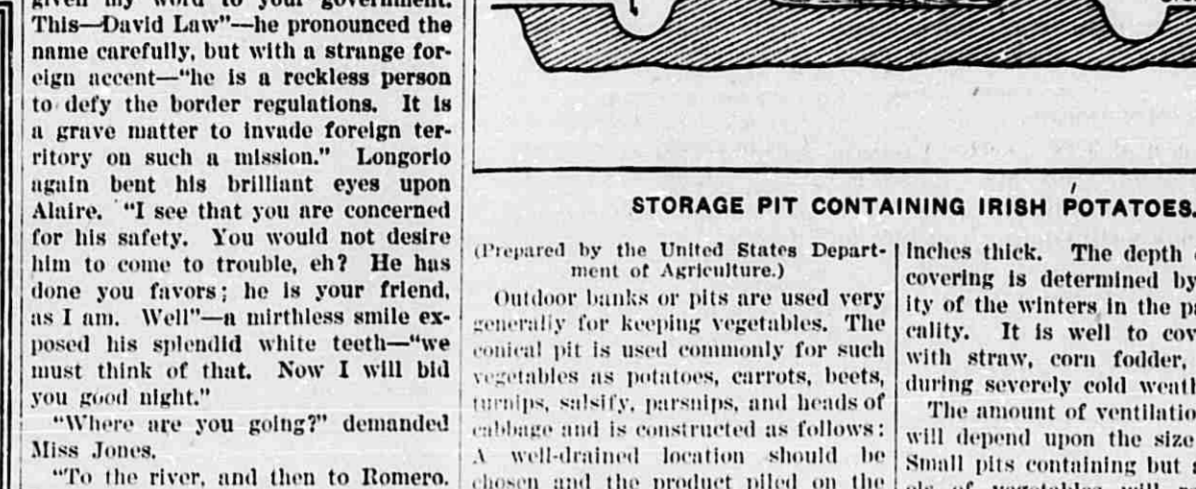 given my word to your government.
This—David Law"—he pronounced the
name carefully, but with a strange for-
eign accent—"he is a reckless person
to defy the border regulations. It is
a grave matter to invade foreign ter-
ritory on such a mission." Longorio
again bent his brilliant eyes upon
Alaire. "I see that you are concerned
for his safety. You would not desire
him to come to trouble, eh? He has
done you favors; he is your friend,
as I am. Well"—a mirthless smile ex-
posed his splendid white teeth—"we
must think of that. Now I will bid
you good night."
"Where are you going?" demanded
Miss Jones.
"To the river, and then to Romero.
STORAGE PIT CONTAINING IRISH POTATOES.
(Prepared by the United States Depart-
ment of Agriculture.)
Outdoor banks or pits are used very
generally for keeping vegetables. The
conical pit is used commonly for such
vegetables as potatoes, carrots, beets,
turnips, salsify, parsnips, and heads of
cabbage and is constructed as follows:
A well-drained location should be
chosen and the product piled on the
inches thick. The depth
covering is determined by
ity of the winters in the
cality. It is well to
with straw, corn fodder,
during severely cold
The amount of
will depend upon the size
Small pits containing but
of vegetables will